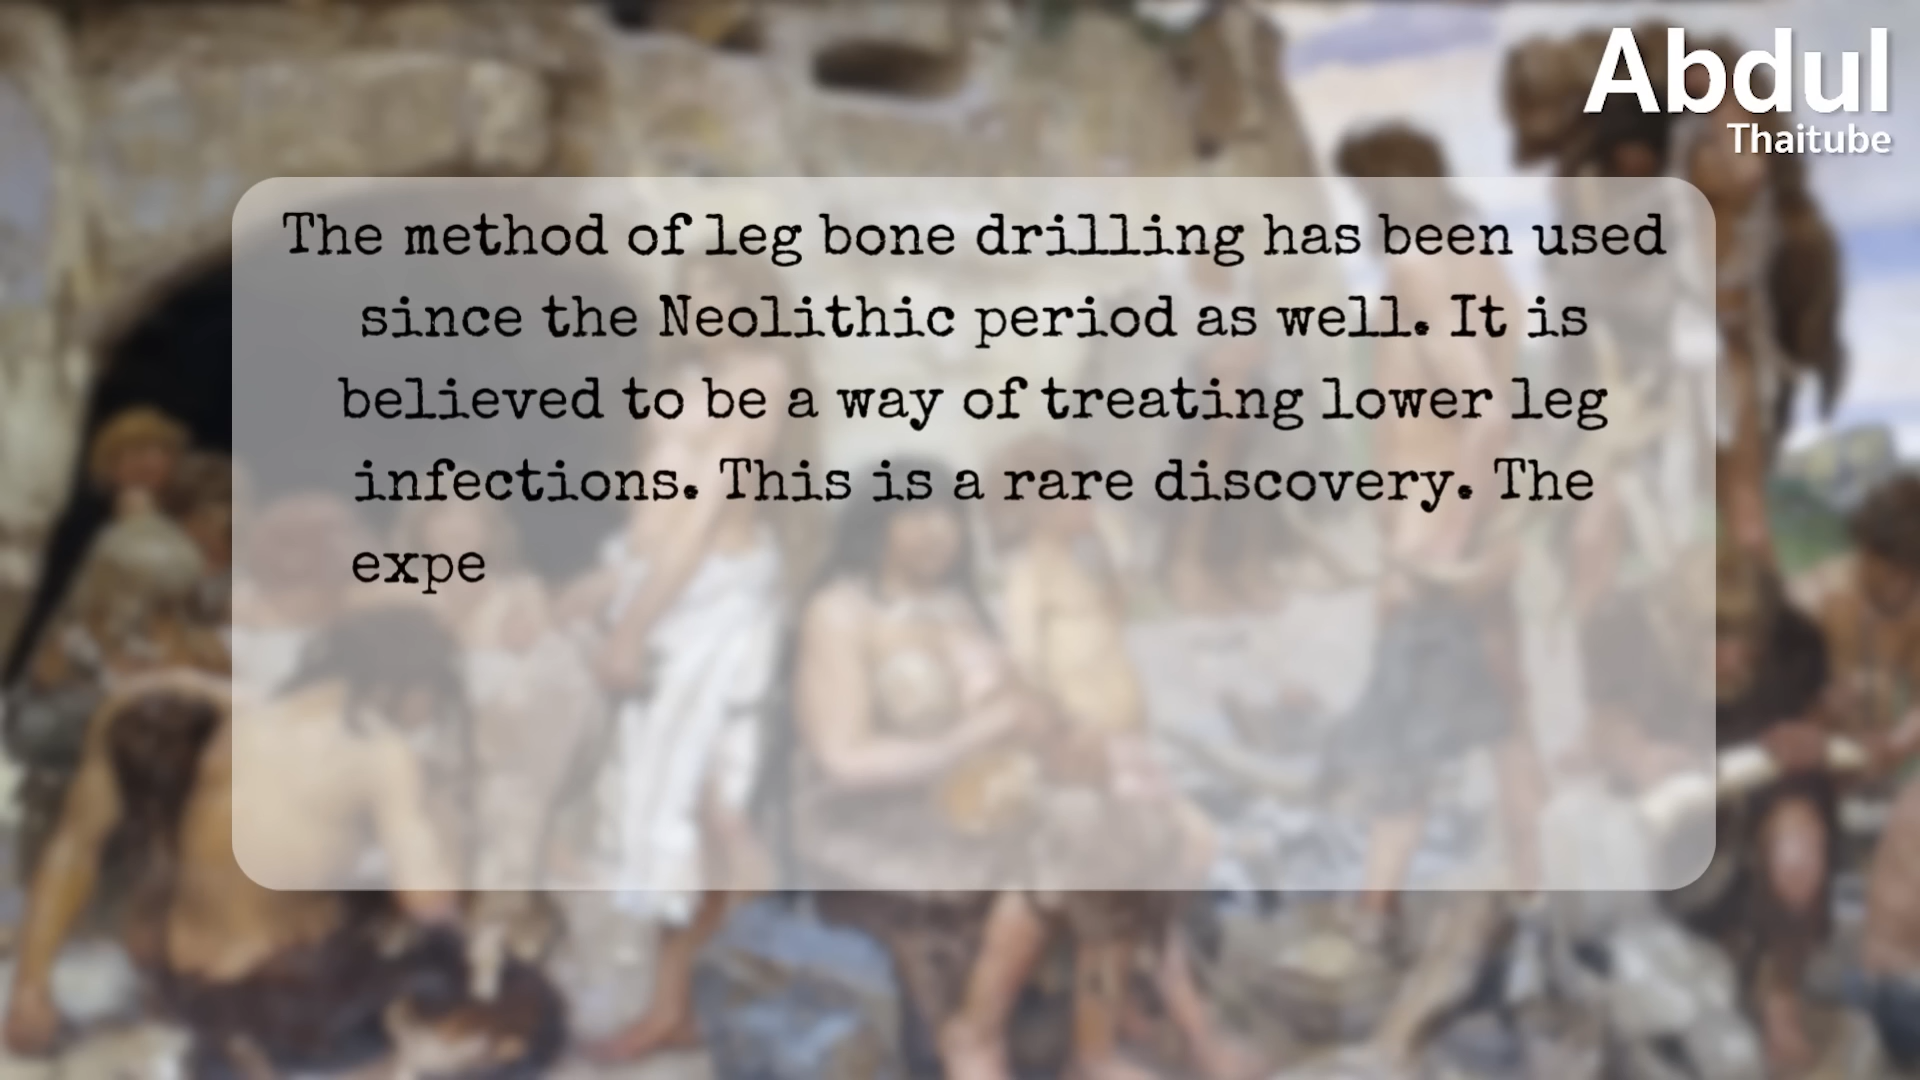 Abdul
Thaitube
The method of leg bone drilling has been used
since the Neolithic period as well. It is
believed to be a way of treating lower leg
infections. This is a rare discovery. The
expe